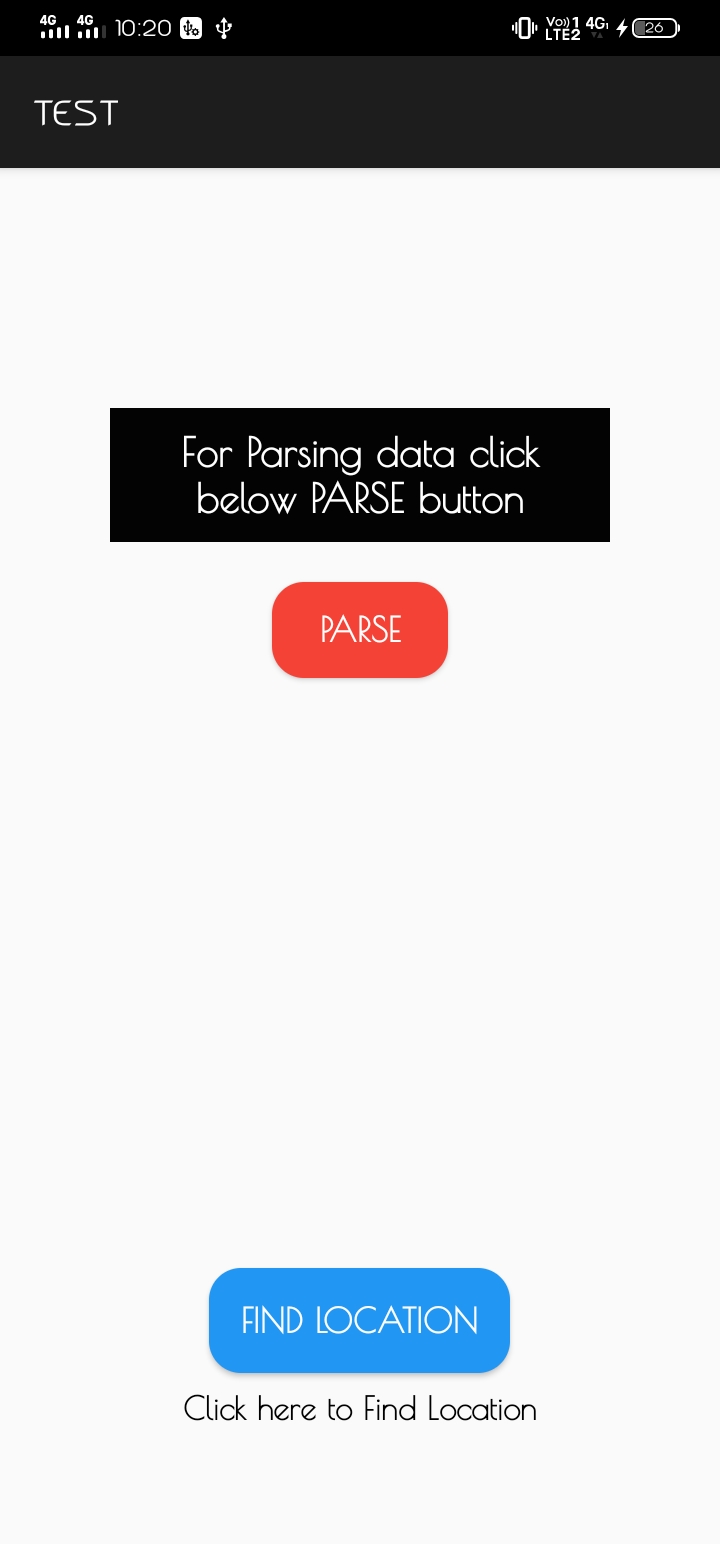 4G 4G 10:20 Vo)) 1 LTE2 4G 26
TEST
For Parsing data click
below PARSE button
PARSE
FIND LOCATION
Click here to Find Location